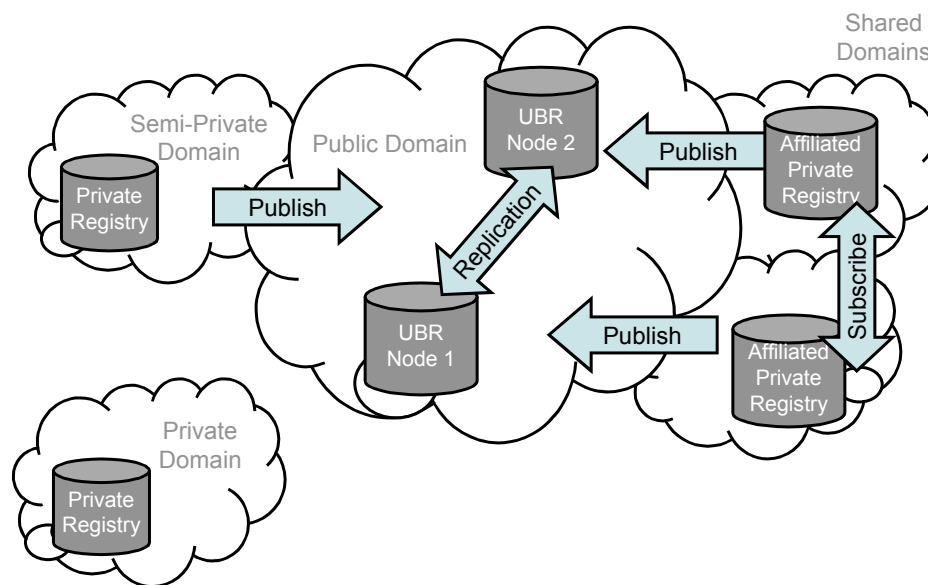 Shared
Domains
Semi-Private
Domain
Private
Registry
Publish
Public Domain
UBR
Node 2
Replication
UBR
Node 1
Publish
Affiliated
Private
Registry
Subscribe
Publish
Affiliated
Private
Registry
Private
Domain
Private
Registry